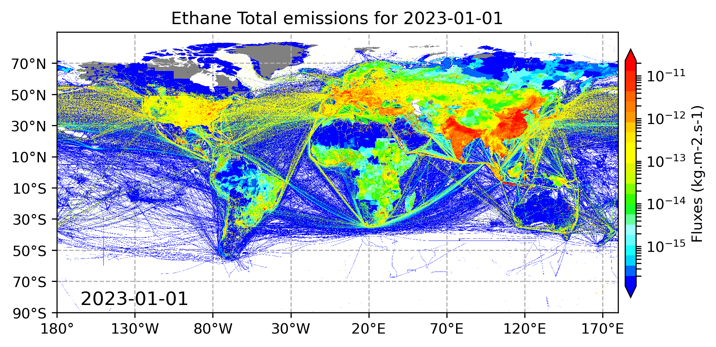 Ethane Total emissions for 2023-01-01
70°N
50°N
30°N
10°N
10°S
30°S
50°S
70°S
90°S
2023-01-01
180°
130°W
80°W
30°W
20°E
70°E
120°E
170°E
10⁻¹¹
10⁻¹²
10⁻¹³
10⁻¹⁴
10⁻¹⁵
Fluxes (kg.m-2.s-1)